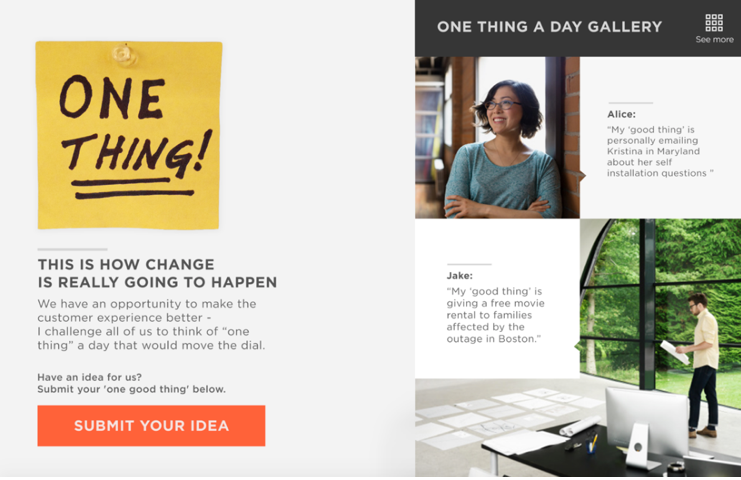 ONE
THING!
THIS IS HOW CHANGE
IS REALLY GOING TO HAPPEN
We have an opportunity to make the
customer experience better -
I challenge all of us to think of “one
thing” a day that would move the dial.
Have an idea for us?
Submit your 'one good thing' below.
SUBMIT YOUR IDEA
ONE THING A DAY GALLERY
See more
Alice:
“My ‘good thing’ is
personally emailing
Kristina in Maryland
about her self
installation questions ”
Jake:
“My ‘good thing’ is
giving a free movie
rental to families
affected by the
outage in Boston.”